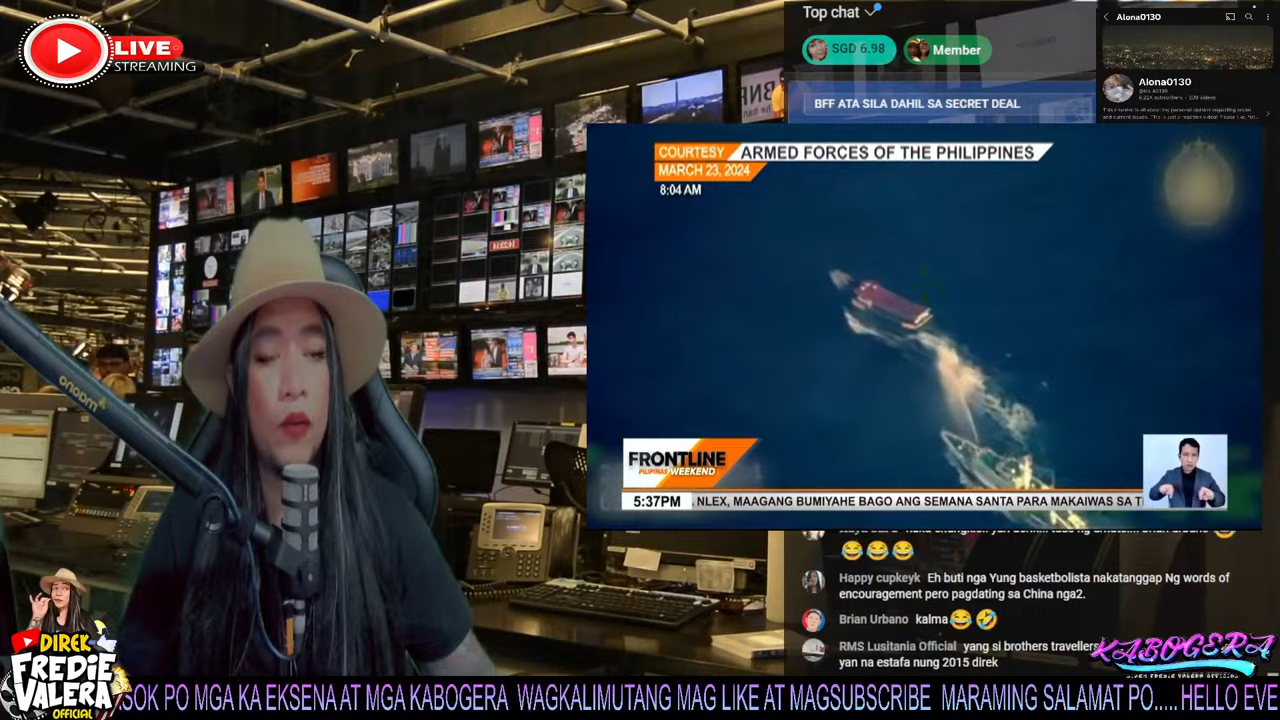 LIVE
STREAMING
Top chat
SGD 6.98
Member
BFF ATA SILA DAHIL SA SECRET DEAL
Alona0130
Alona0130
COURTESY ARMED FORCES OF THE PHILIPPINES
MARCH 23, 2024
8:04 AM
maono
FRONTLINE
PILIPINAS WEEKEND
5:37PM
NLEX, MAAGANG BUMIYAHE BAGO ANG SEMANA SANTA PARA MAKAIWAS SA T
Happy cupkeyk Eh buti nga Yung basketbolista nakatanggap Ng words of
encouragement pero pagdating sa China nga2.
Brian Urbano kalma😂🤣
RMS Lusitania Official yang si brothers travellers
yan na estafa nung 2015 direk
KABOGERA
DIREK
FREDIE
VALERA
OFFICIAL
SOK PO MGA KA EKSENA AT MGA KABOGERA WAGKALIMUTANG MAG LIKE AT MAGSUBSCRIBE MARAMING SALAMAT PO..... HELLO EVE